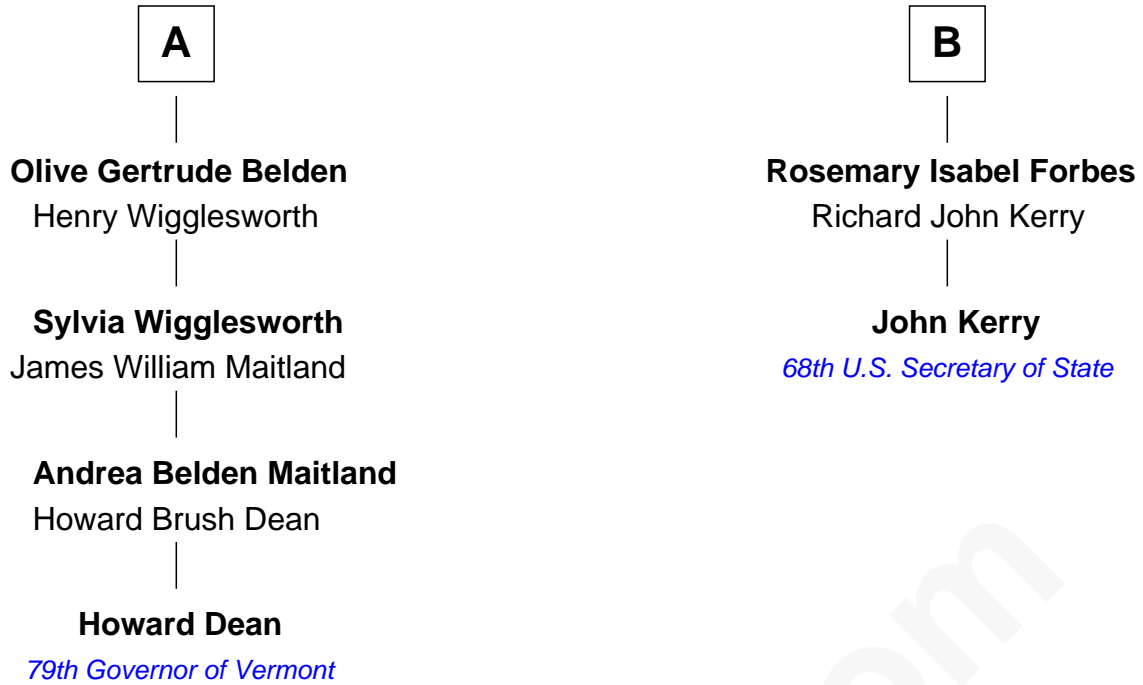 A
Olive Gertrude Belden
Henry Wigglesworth
Sylvia Wigglesworth
James William Maitland
Andrea Belden Maitland
Howard Brush Dean
Howard Dean
79th Governor of Vermont
B
Rosemary Isabel Forbes
Richard John Kerry
John Kerry
68th U.S. Secretary of State
om